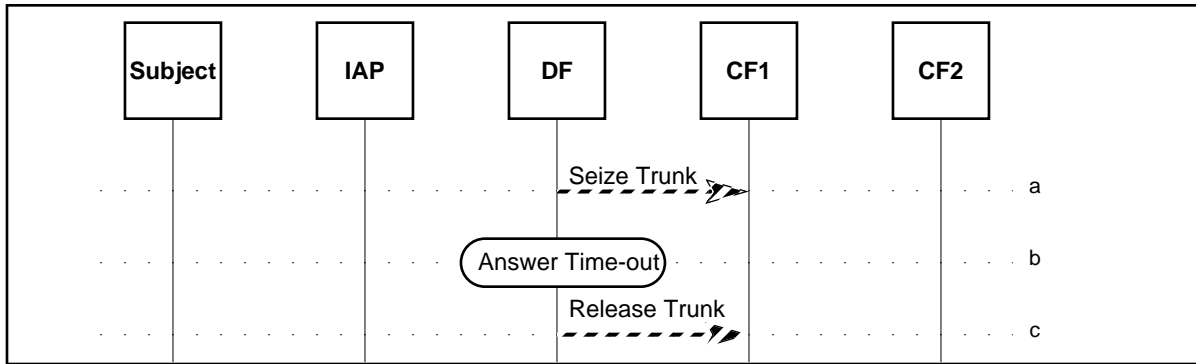 Subject IAP DF CF1 CF2
Seize Trunk
a
Answer Time-out
b
Release Trunk
c